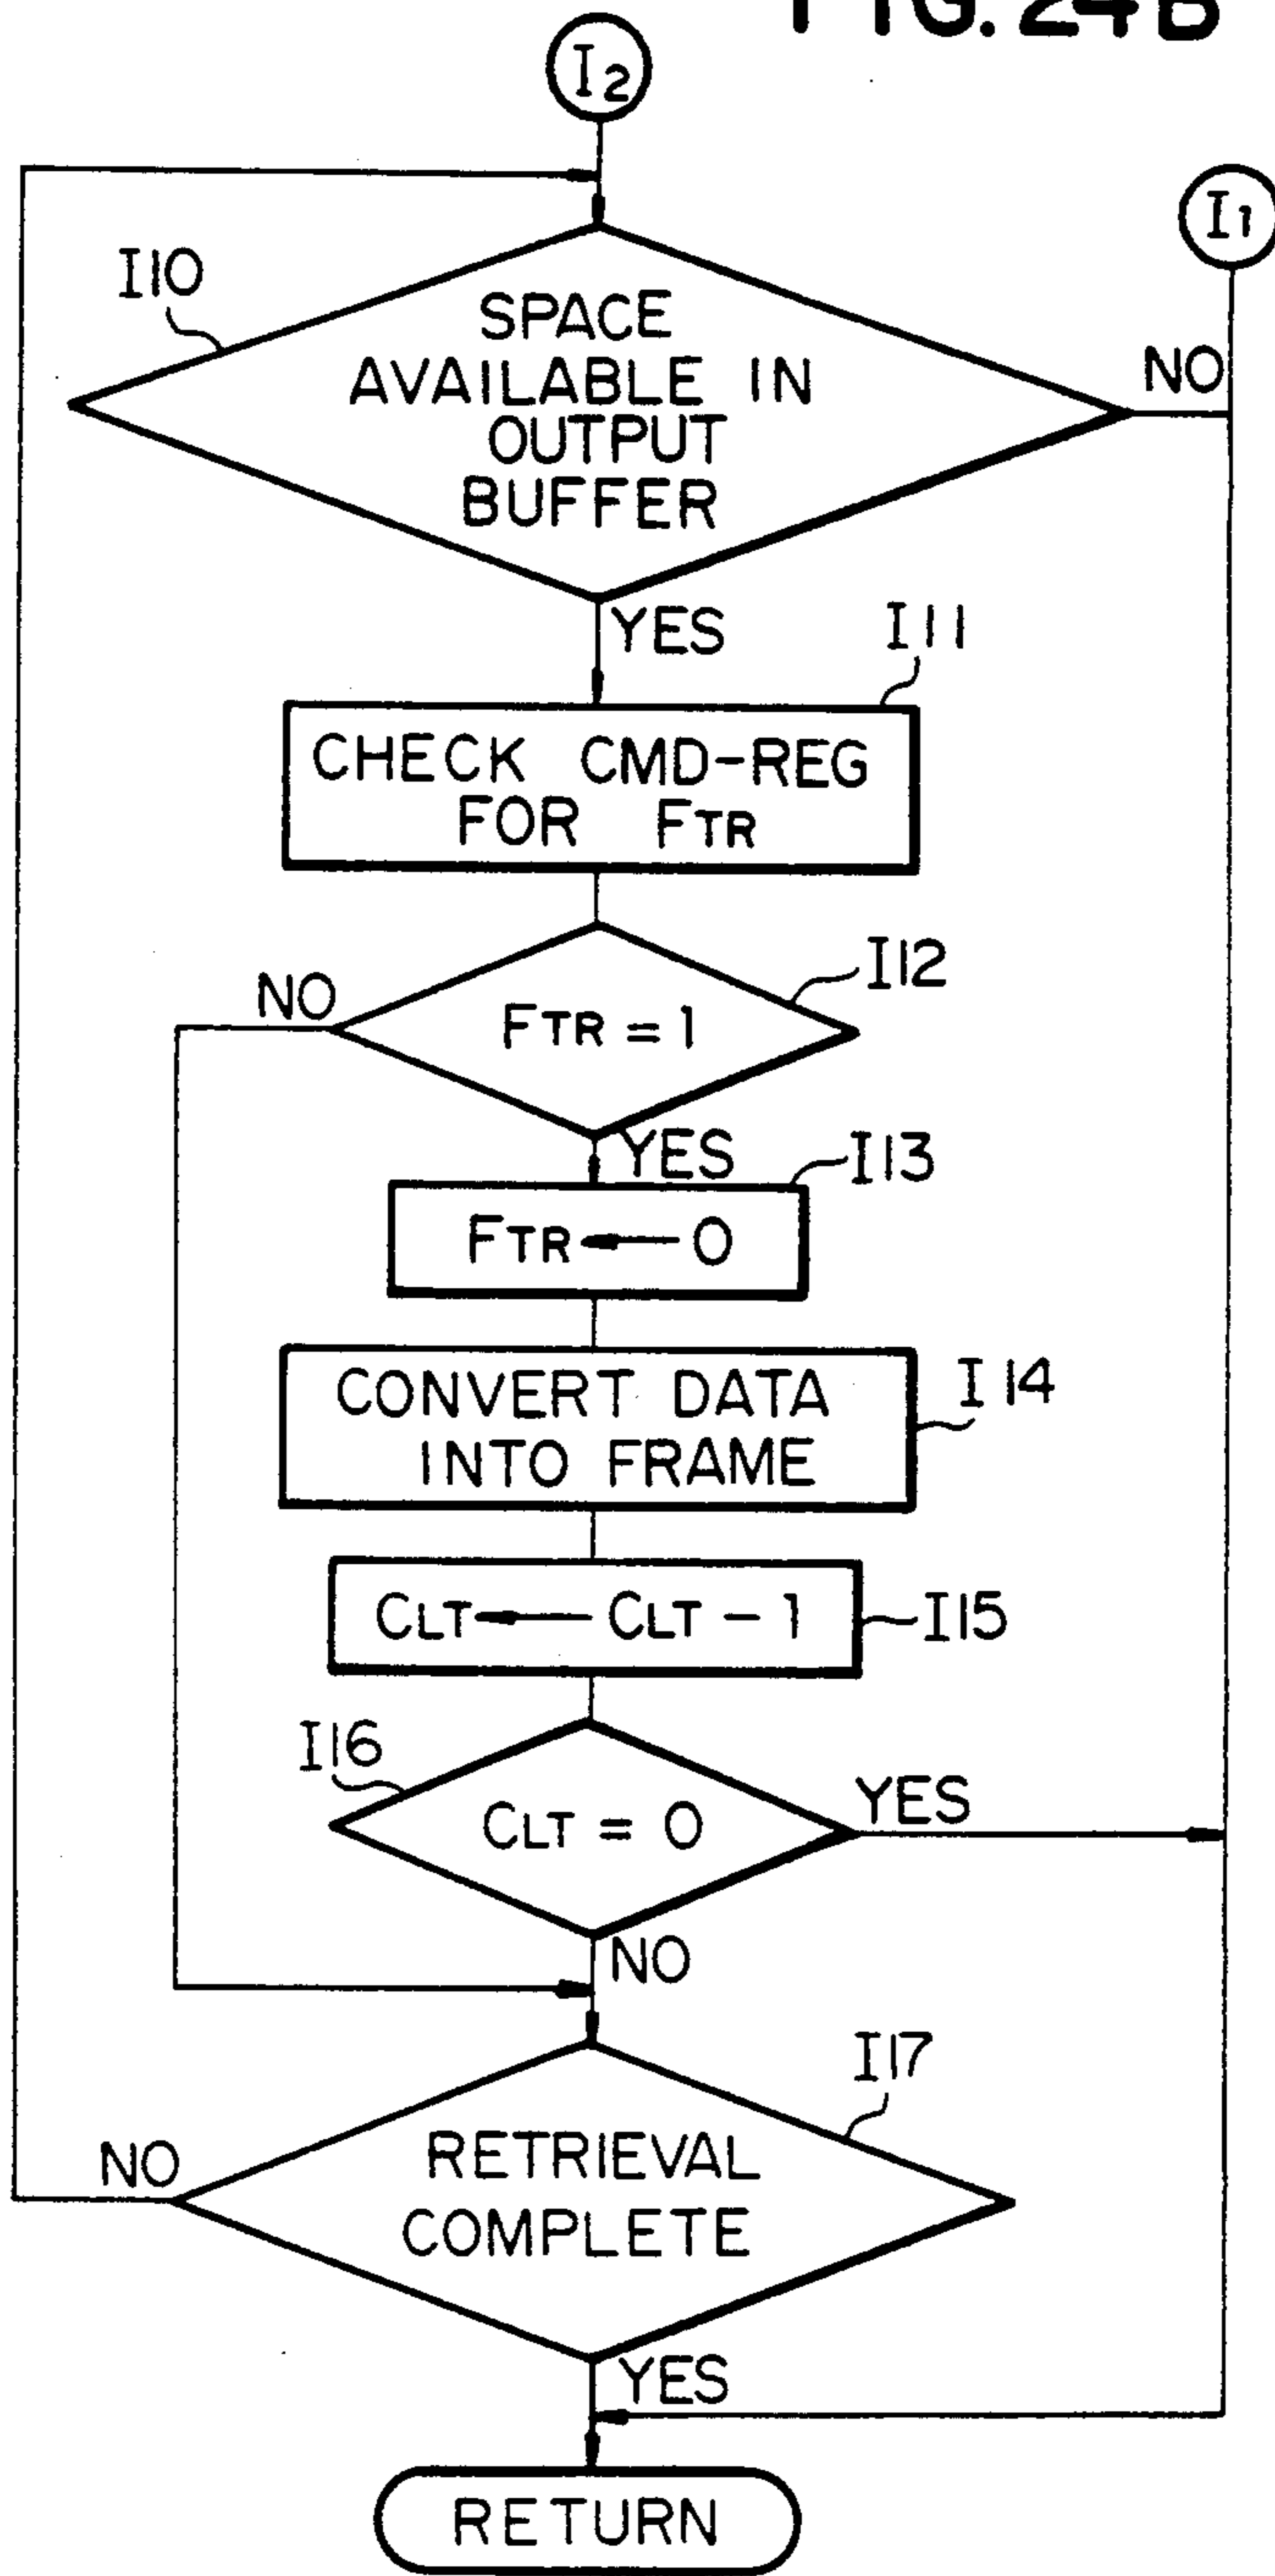 FIG. 24B
I2
I1
I10
SPACE
AVAILABLE IN
OUTPUT
BUFFER
NO
YES
I11
CHECK CMD-REG
FOR FTR
I12
NO
FTR = 1
YES
I13
FTR ← 0
I14
CONVERT DATA
INTO FRAME
CLT ← CLT - 1
I15
I16
CLT = 0
YES
NO
I17
NO
RETRIEVAL
COMPLETE
YES
RETURN